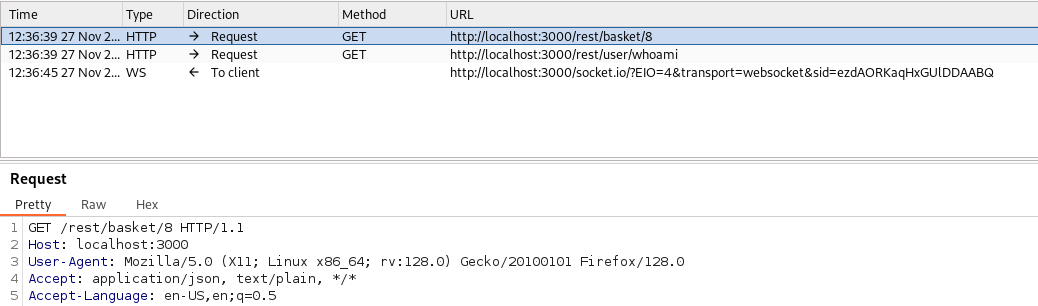 Time Type Direction Method URL
12:36:39 27 Nov 2... HTTP → Request GET http://localhost:3000/rest/basket/8
12:36:39 27 Nov 2... HTTP → Request GET http://localhost:3000/rest/user/whoami
12:36:45 27 Nov 2... WS ← To client http://localhost:3000/socket.io/?EIO=4&transport=websocket&sid=ezdAORKaqHxGUlDDAABQ
Request
Pretty Raw Hex
1 GET /rest/basket/8 HTTP/1.1
2 Host: localhost:3000
3 User-Agent: Mozilla/5.0 (X11; Linux x86_64; rv:128.0) Gecko/20100101 Firefox/128.0
4 Accept: application/json, text/plain, */*
5 Accept-Language: en-US,en;q=0.5